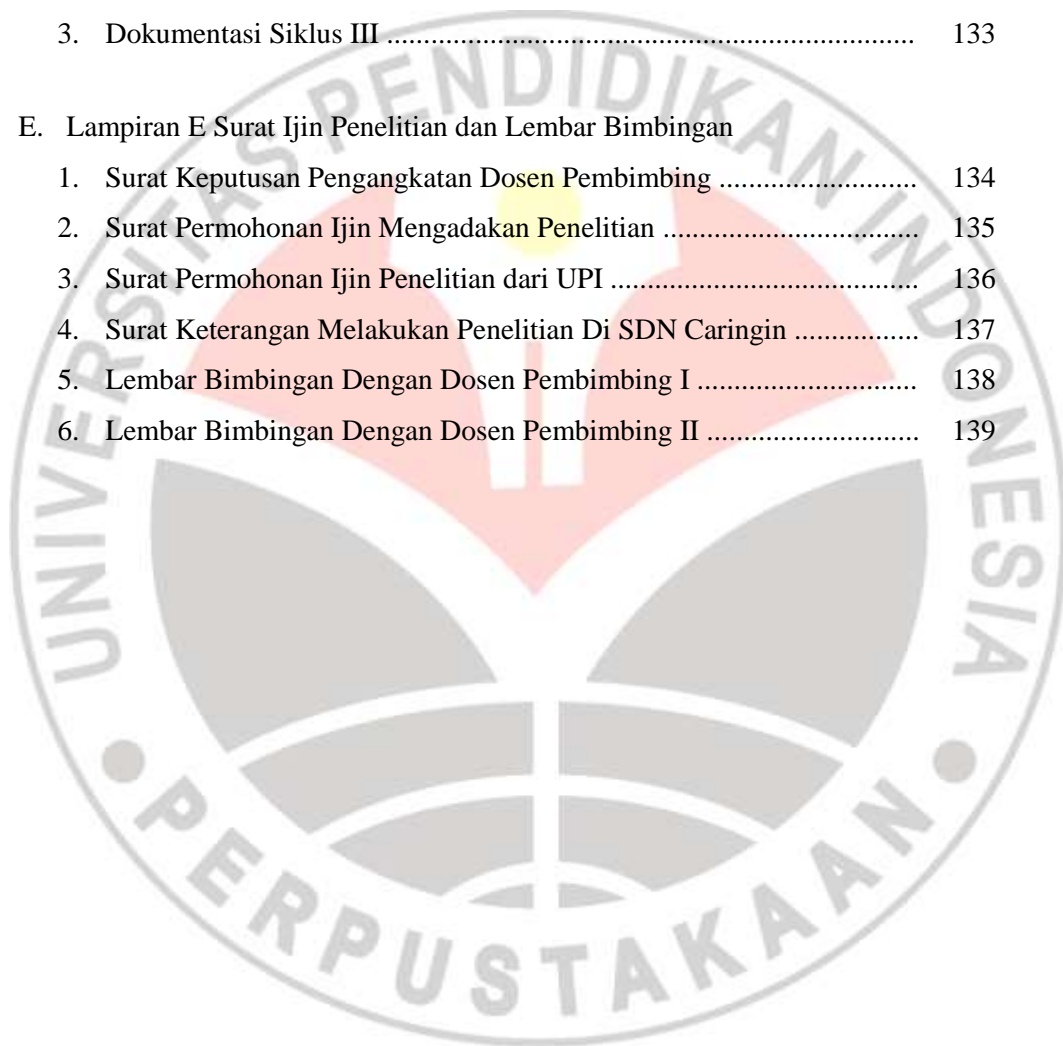 3. Dokumentasi Siklus III ................................................................. 133
E. Lampiran E Surat Ijin Penelitian dan Lembar Bimbingan
1. Surat Keputusan Pengangkatan Dosen Pembimbing ......................... 134
2. Surat Permohonan Ijin Mengadakan Penelitian ................................ 135
3. Surat Permohonan Ijin Penelitian dari UPI ....................................... 136
4. Surat Keterangan Melakukan Penelitian Di SDN Caringin ................ 137
5. Lembar Bimbingan Dengan Dosen Pembimbing I ............................ 138
6. Lembar Bimbingan Dengan Dosen Pembimbing II ........................... 139
UNIVERSITAS PENDIDIKAN INDONESIA
PERPUSTAKAAN